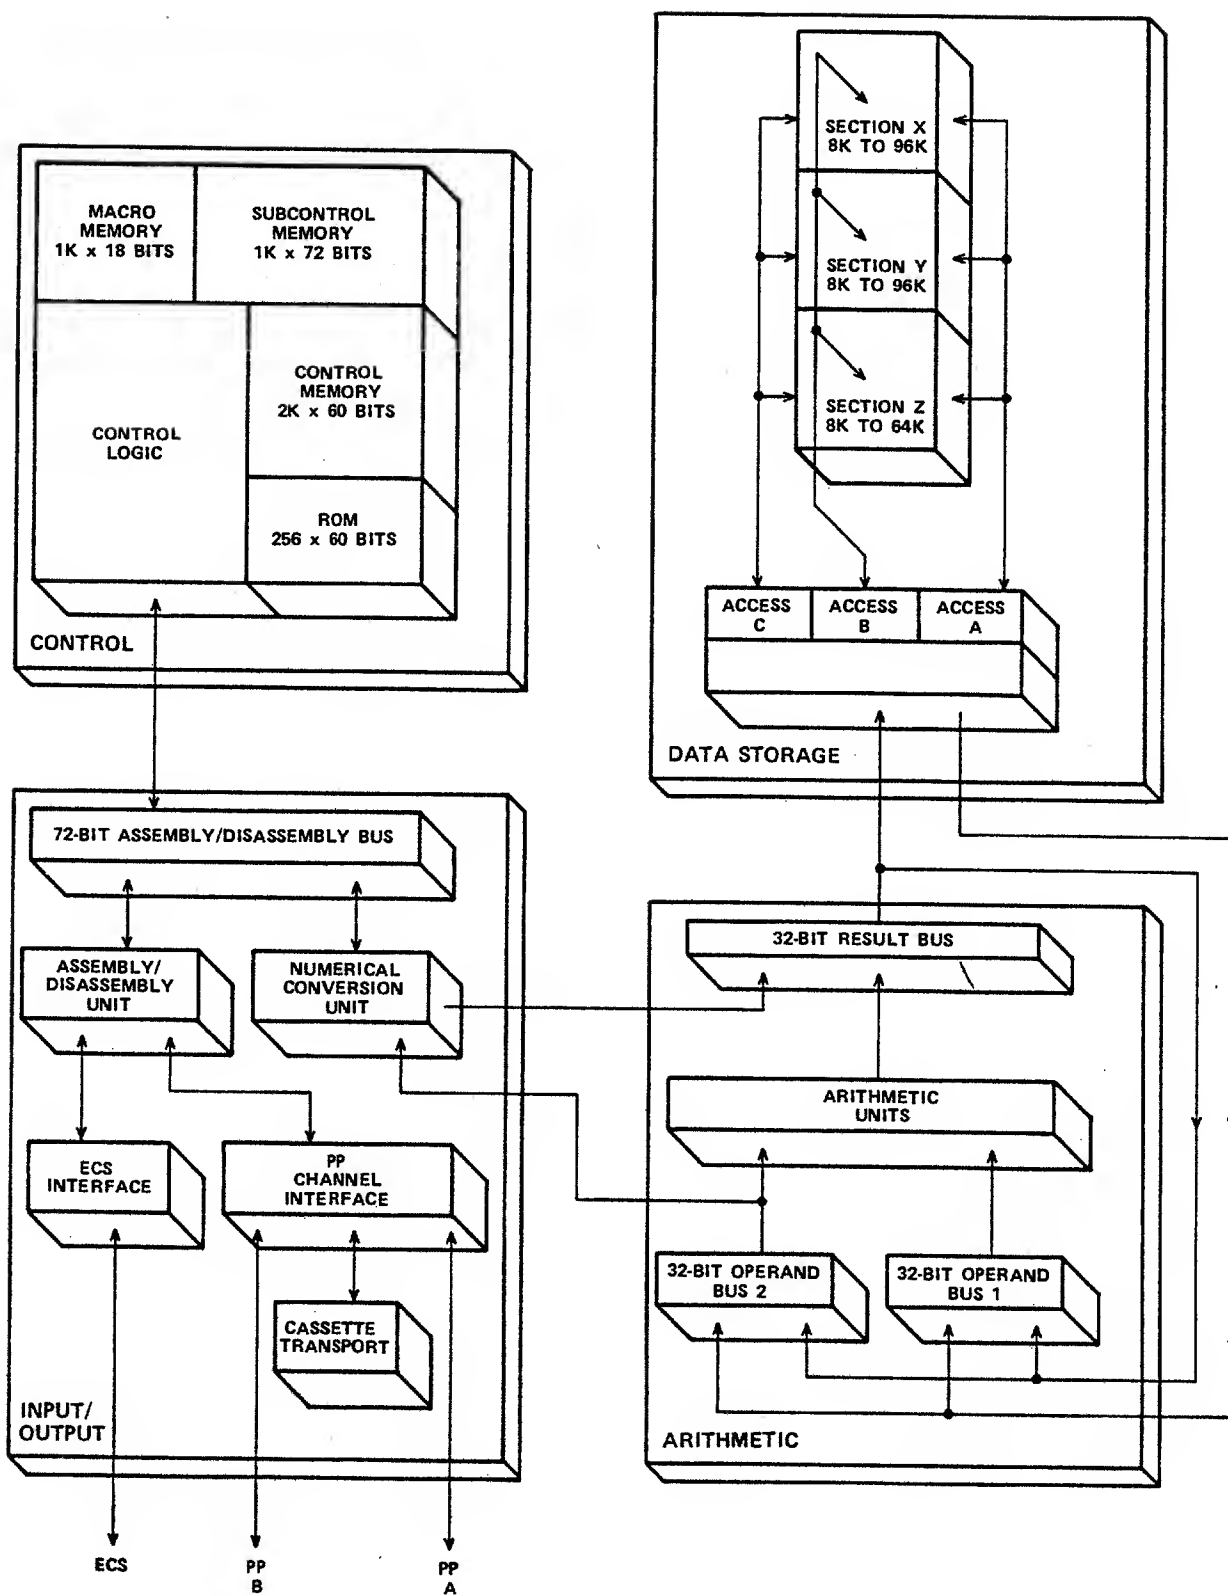 MACRO
MEMORY
1K x 18 BITS
SUBCONTROL
MEMORY
1K x 72 BITS
CONTROL
LOGIC
CONTROL
MEMORY
2K x 60 BITS
ROM
256 x 60 BITS
CONTROL
SECTION X
8K TO 96K
SECTION Y
8K TO 96K
SECTION Z
8K TO 64K
ACCESS
C
ACCESS
B
ACCESS
A
DATA STORAGE
72-BIT ASSEMBLY/DISASSEMBLY BUS
ASSEMBLY/
DISASSEMBLY
UNIT
NUMERICAL
CONVERSION
UNIT
ECS
INTERFACE
PP
CHANNEL
INTERFACE
CASSETTE
TRANSPORT
INPUT/
OUTPUT
ECS
PP
B
PP
A
32-BIT RESULT BUS
ARITHMETIC
UNITS
32-BIT OPERAND
BUS 2
32-BIT OPERAND
BUS 1
ARITHMETIC